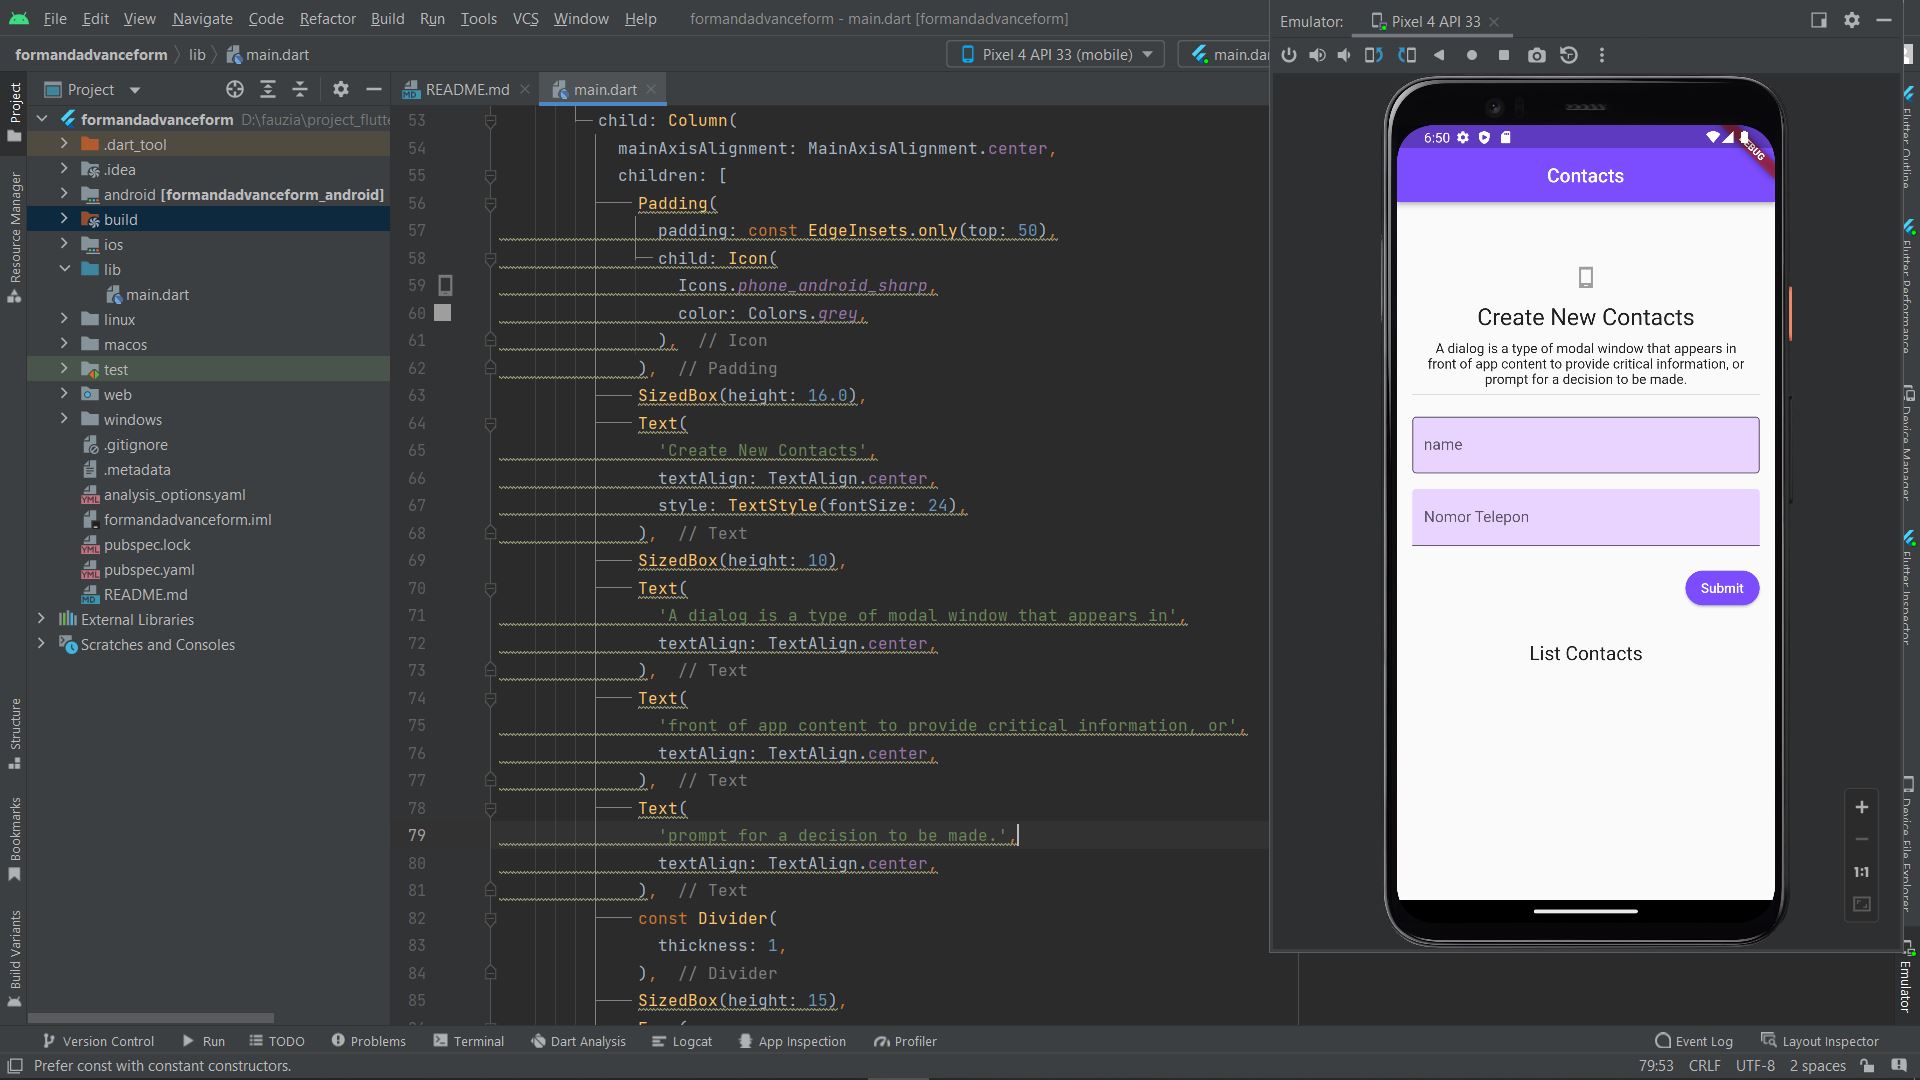 File Edit View Navigate Code Refactor Build Run Tools VCS Window Help formandadvanceform - main.dart [formandadvanceform]
formandadvanceform lib main.dart Pixel 4 API 33 (mobile) main.da
Emulator: Pixel 4 API 33
Project README.md main.dart
Project
Resource Manager
Structure
Bookmarks
Build Variants
formandadvanceform D:\fauzia\project_flutte
.dart_tool
.idea
android [formandadvanceform_android]
build
ios
lib
main.dart
linux
macos
test
web
windows
.gitignore
.metadata
analysis_options.yaml
formandadvanceform.iml
pubspec.lock
pubspec.yaml
README.md
External Libraries
Scratches and Consoles
53 child: Column(
54 mainAxisAlignment: MainAxisAlignment.center,
55 children: [
56 Padding(
57 padding: const EdgeInsets.only(top: 50),
58 child: Icon(
59 Icons.phone_android_sharp,
60 color: Colors.grey,
61 ), // Icon
62 ), // Padding
63 SizedBox(height: 16.0),
64 Text(
65 'Create New Contacts',
66 textAlign: TextAlign.center,
67 style: TextStyle(fontSize: 24),
68 ), // Text
69 SizedBox(height: 10),
70 Text(
71 'A dialog is a type of modal window that appears in',
72 textAlign: TextAlign.center,
73 ), // Text
74 Text(
75 'front of app content to provide critical information, or',
76 textAlign: TextAlign.center,
77 ), // Text
78 Text(
79 'prompt for a decision to be made.',
80 textAlign: TextAlign.center,
81 ), // Text
82 const Divider(
83 thickness: 1,
84 ), // Divider
85 SizedBox(height: 15),
6:50
Contacts
Create New Contacts
A dialog is a type of modal window that appears in
front of app content to provide critical information, or
prompt for a decision to be made.
name
Nomor Telepon
Submit
List Contacts
1:1
Flutter Outline
Flutter Performance
Device Manager
Flutter Inspector
Device File Explorer
Emulator
Version Control Run TODO Problems Terminal Dart Analysis Logcat App Inspection Profiler Event Log Layout Inspector
Prefer const with constant constructors. 79:53 CRLF UTF-8 2 spaces